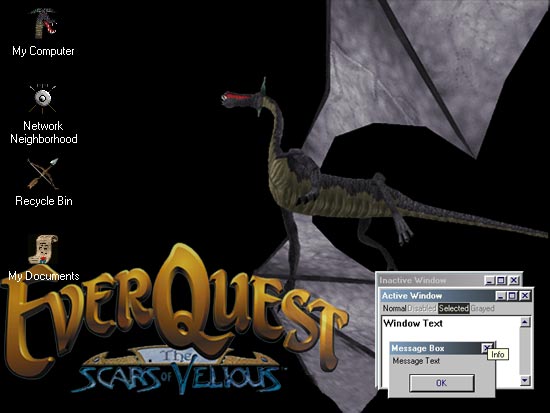 My Computer
Network
Neighborhood
Recycle Bin
My Documents
EVERQUEST
The
SCARS OF VELIOUS
Inactive Window
Active Window
Normal Disabled Selected Grayed
Window Text
Message Box
Info
Message Text
OK